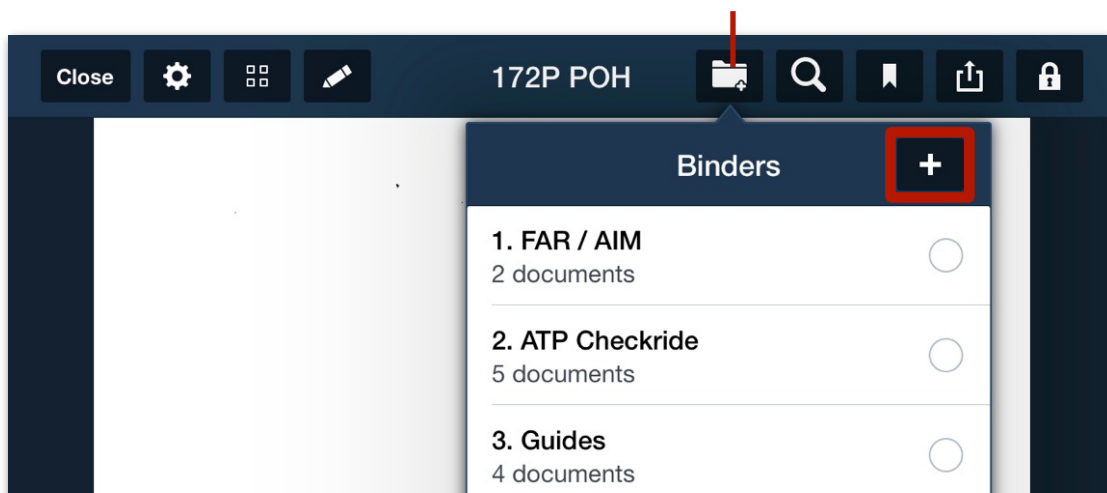 Close
172P POH
Binders
+
1. FAR / AIM
2 documents
2. ATP Checkride
5 documents
3. Guides
4 documents